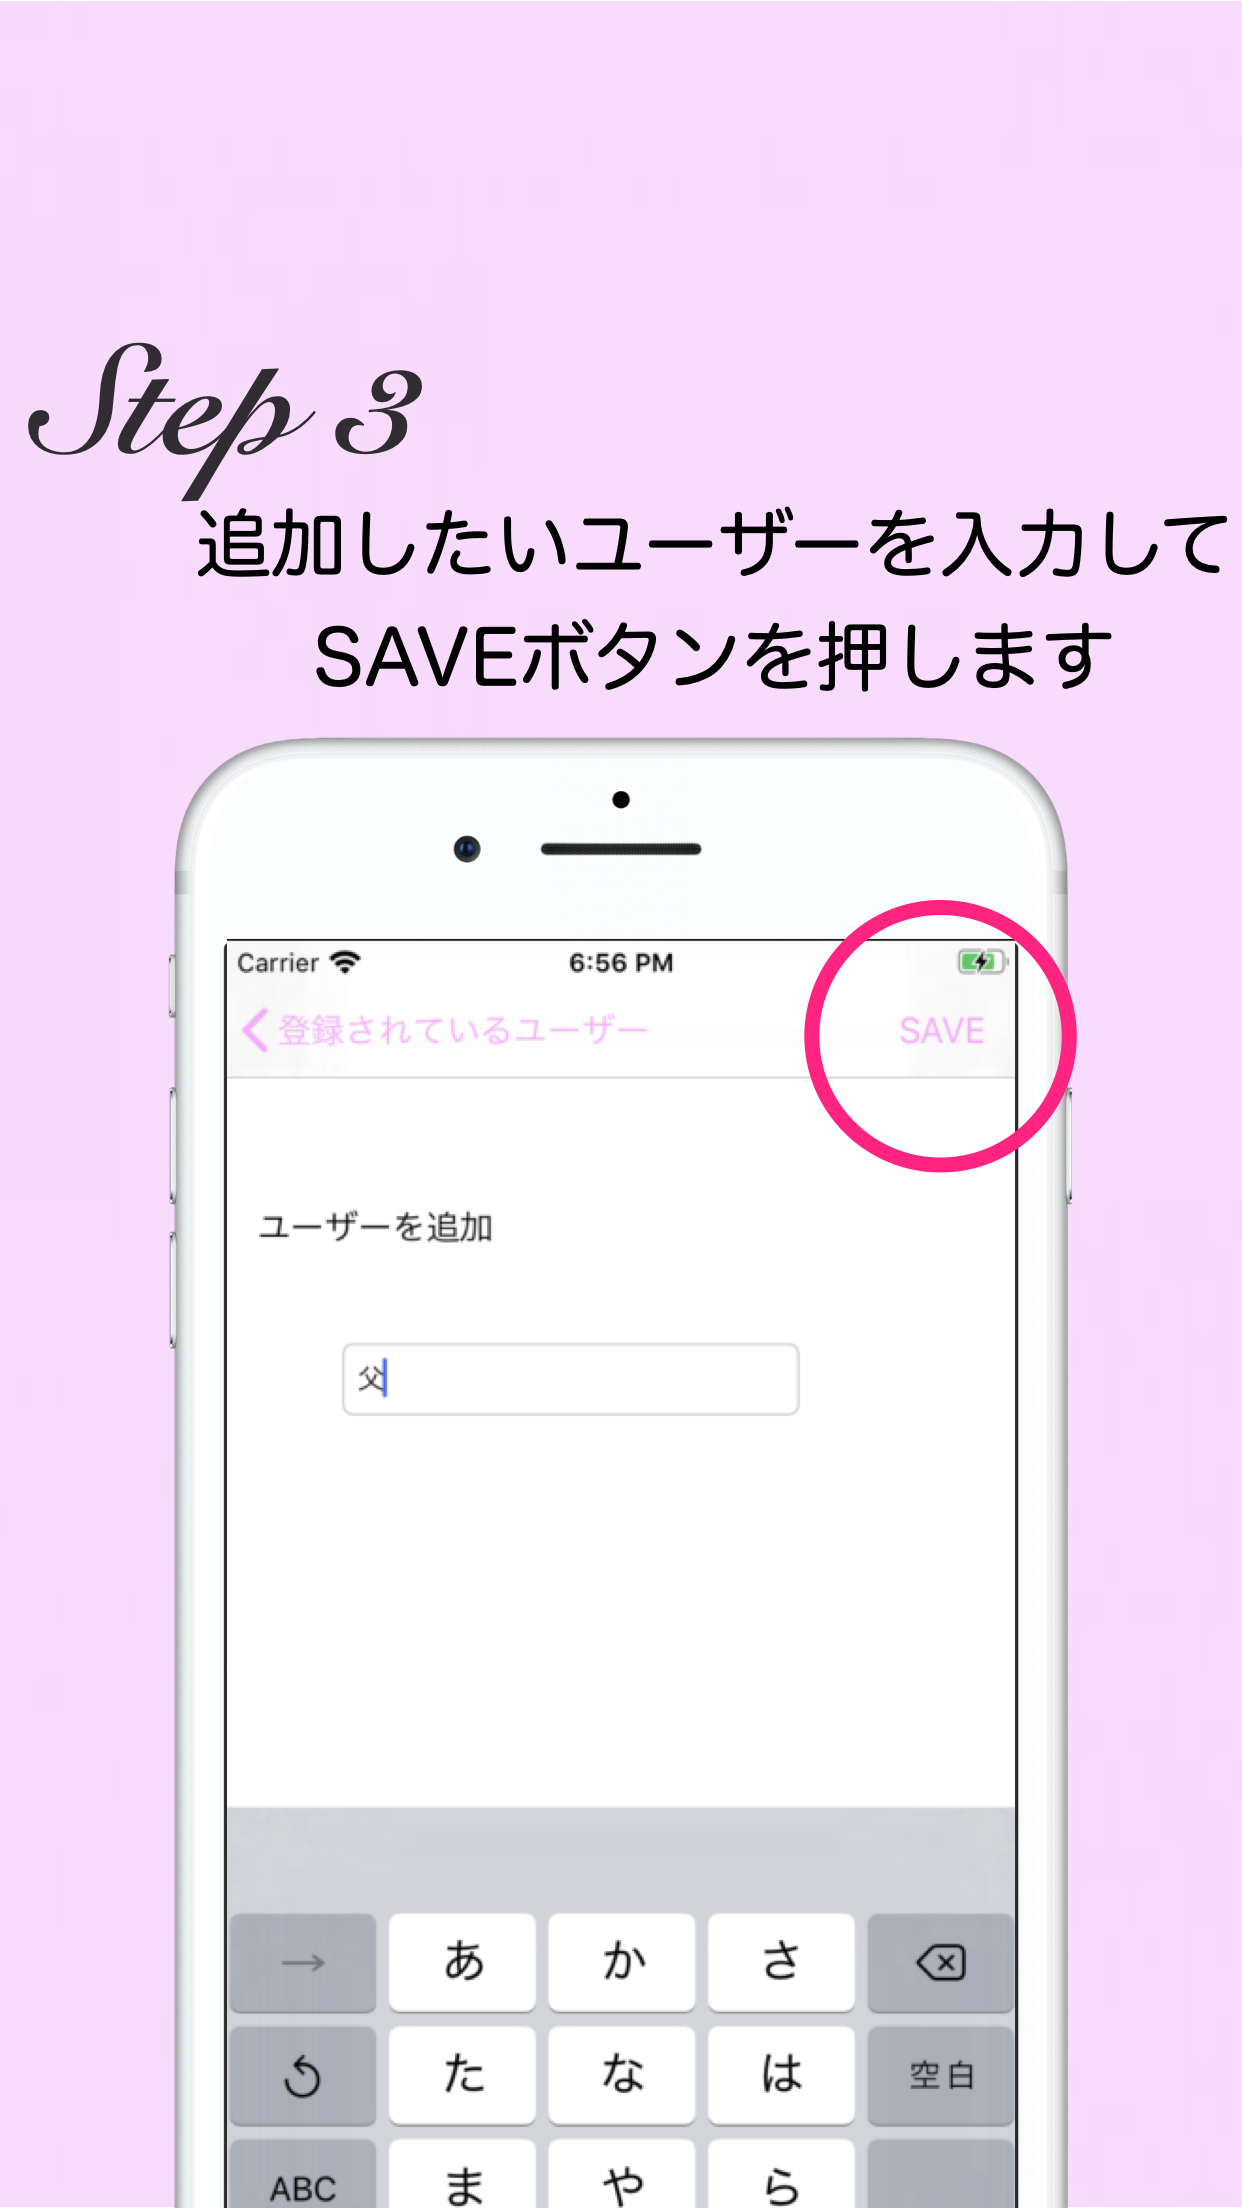 Step 3
追加したいユーザーを入力して
SAVEボタンを押します
Carrier 6:56 PM
登録されているユーザー SAVE
ユーザーを追加
父
→ あ か さ
た な は 空白
ABC ま や ら